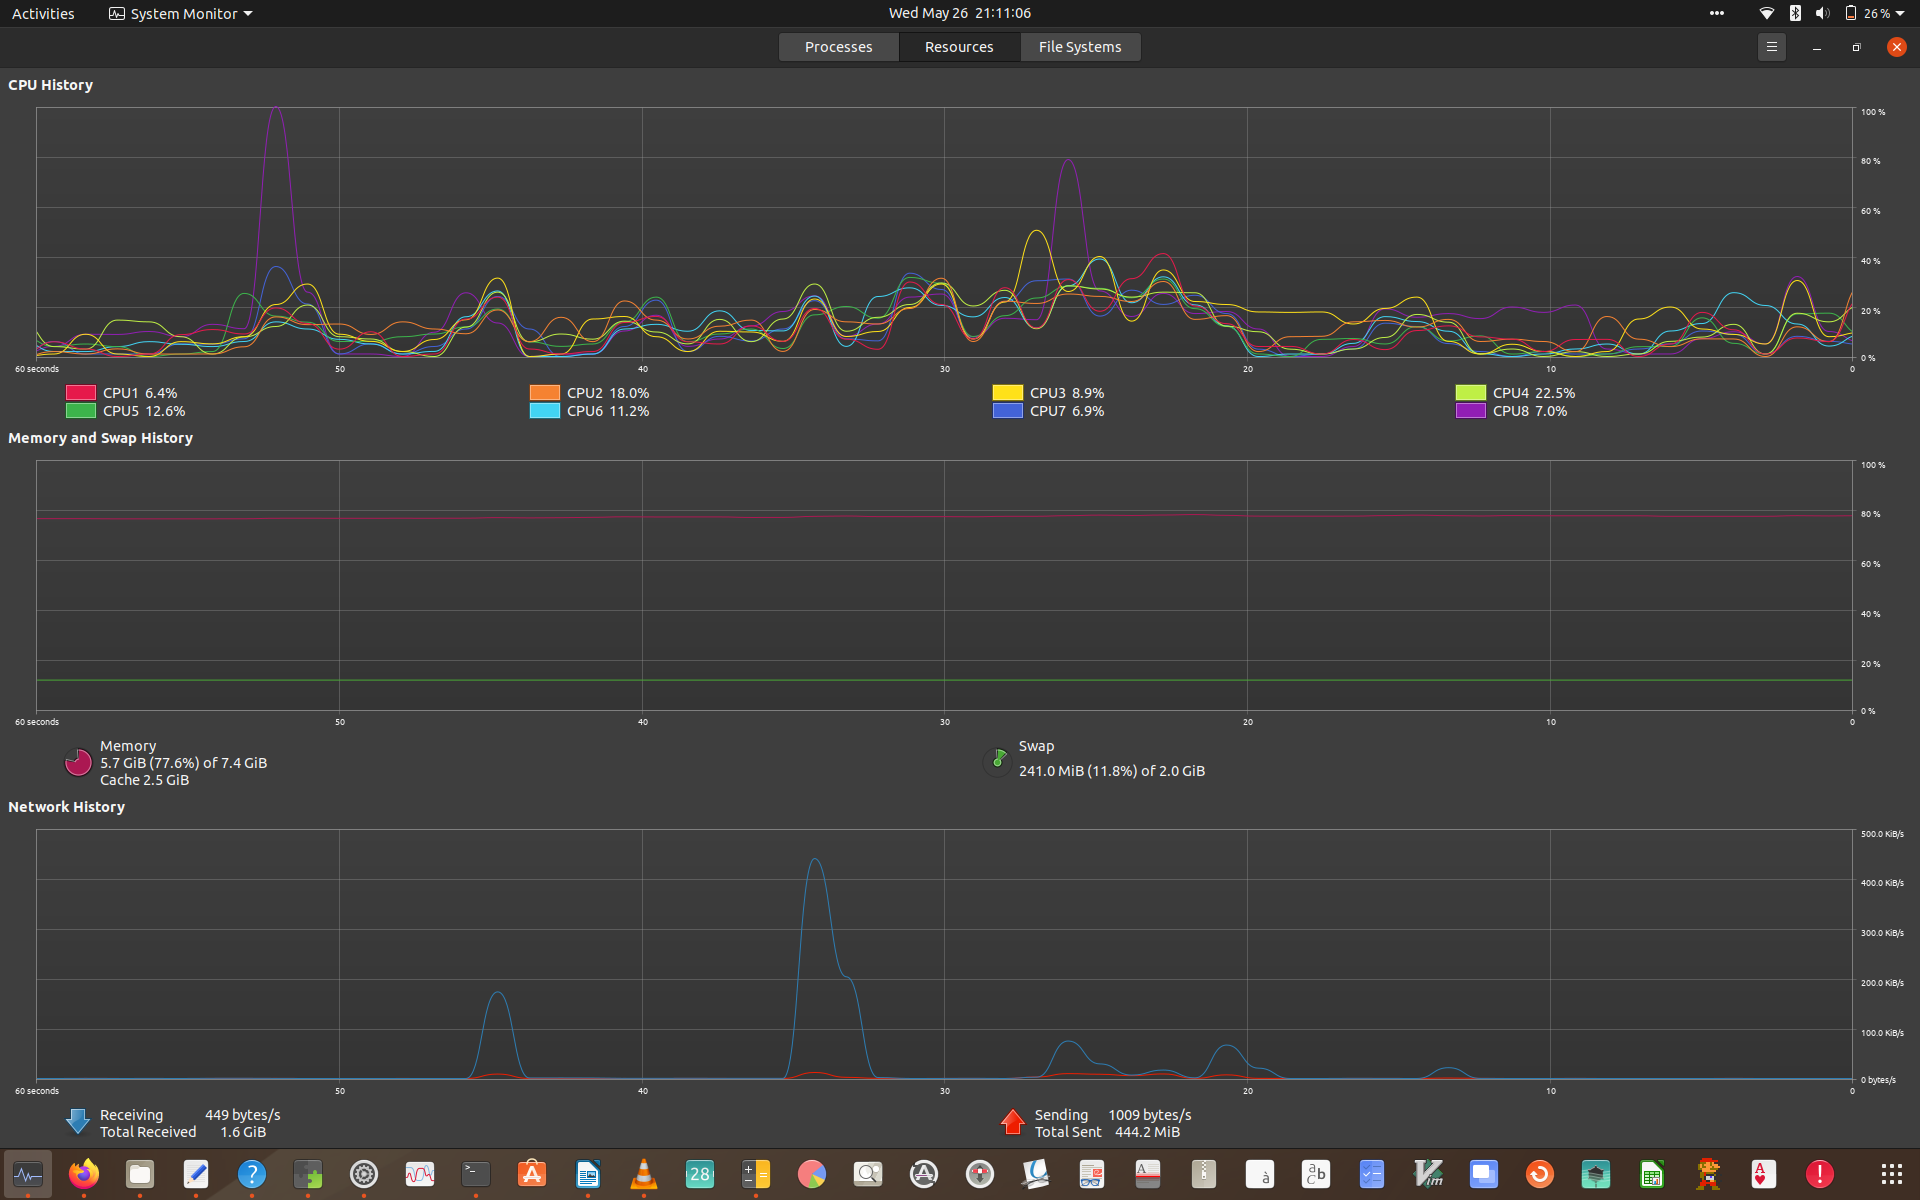 Activities System Monitor Wed May 26 21:11:06 26 %
Processes Resources File Systems
CPU History
100 %
80 %
60 %
40 %
20 %
0 %
60 seconds 50 40 30 20 10 0
CPU1 6.4% CPU2 18.0% CPU3 8.9% CPU4 22.5%
CPU5 12.6% CPU6 11.2% CPU7 6.9% CPU8 7.0%
Memory and Swap History
100 %
80 %
60 %
40 %
20 %
0 %
60 seconds 50 40 30 20 10 0
Memory
5.7 GiB (77.6%) of 7.4 GiB
Cache 2.5 GiB
Swap
241.0 MiB (11.8%) of 2.0 GiB
Network History
500.0 KiB/s
400.0 KiB/s
300.0 KiB/s
200.0 KiB/s
100.0 KiB/s
0 bytes/s
60 seconds 50 40 30 20 10 0
Receiving 449 bytes/s
Total Received 1.6 GiB
Sending 1009 bytes/s
Total Sent 444.2 MiB
28